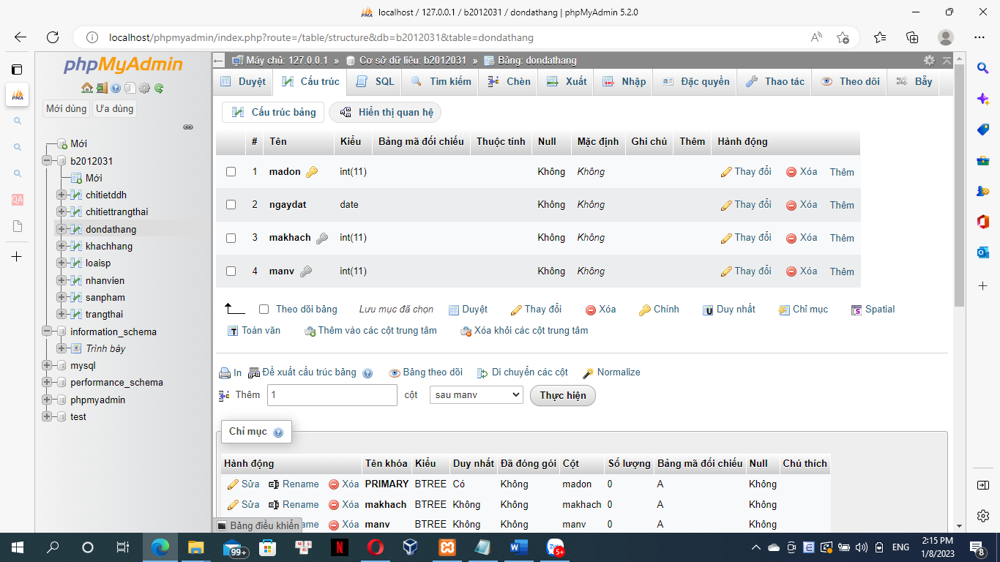 localhost / 127.0.0.1 / b2012031 / dondathang | phpMyAdmin 5.2.0
localhost/phpmyadmin/index.php?route=/table/structure&db=b2012031&table=dondathang
phpMyAdmin
Mới dùng Ưa dùng
Mới
b2012031
Mới
chitietddh
chitiettrangthai
dondathang
khachhang
loaisp
nhanvien
sanpham
trangthai
information_schema
Trình bày
mysql
performance_schema
phpmyadmin
test
Máy chủ: 127.0.0.1 » Cơ sở dữ liệu: b2012031 » Bảng: dondathang
Duyệt Cấu trúc SQL Tìm kiếm Chèn Xuất Nhập Đặc quyền Thao tác Theo dõi Bẫy
Cấu trúc bảng Hiển thị quan hệ
# Tên Kiểu Bảng mã đối chiếu Thuộc tính Null Mặc định Ghi chú Thêm Hành động
1 madon int(11) Không Không Thay đổi Xóa Thêm
2 ngaydat date Không Không Thay đổi Xóa Thêm
3 makhach int(11) Không Không Thay đổi Xóa Thêm
4 manv int(11) Không Không Thay đổi Xóa Thêm
Theo dõi bảng Lưu mục đã chọn Duyệt Thay đổi Xóa Chính Duy nhất Chỉ mục Spatial
Toàn văn Thêm vào các cột trung tâm Xóa khỏi các cột trung tâm
In Đề xuất cấu trúc bảng Bảng theo dõi Di chuyển các cột Normalize
Thêm 1 cột sau manv Thực hiện
Chỉ mục
Hành động Tên khóa Kiểu Duy nhất Đã đóng gói Cột Số lượng Bảng mã đối chiếu Null Chú thích
Sửa Rename Xóa PRIMARY BTREE Có Không madon 0 A Không
Sửa Rename Xóa makhach BTREE Không Không makhach 0 A Không
Bảng điều khiển ame Xóa manv BTREE Không Không manv 0 A Không
99+
5+
ENG
2:15 PM
1/8/2023
8